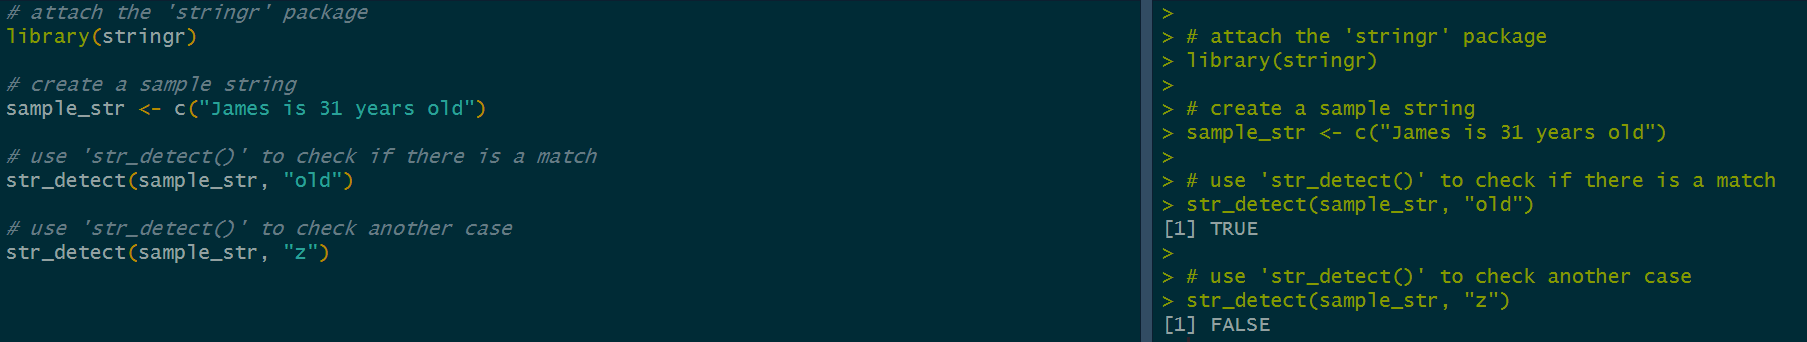 # attach the 'stringr' package
library(stringr)
# create a sample string
sample_str <- c("James is 31 years old")
# use 'str_detect()' to check if there is a match
str_detect(sample_str, "old")
# use 'str_detect()' to check another case
str_detect(sample_str, "z")
>
> # attach the 'stringr' package
> library(stringr)
>
> # create a sample string
> sample_str <- c("James is 31 years old")
>
> # use 'str_detect()' to check if there is a match
> str_detect(sample_str, "old")
[1] TRUE
>
> # use 'str_detect()' to check another case
> str_detect(sample_str, "z")
[1] FALSE